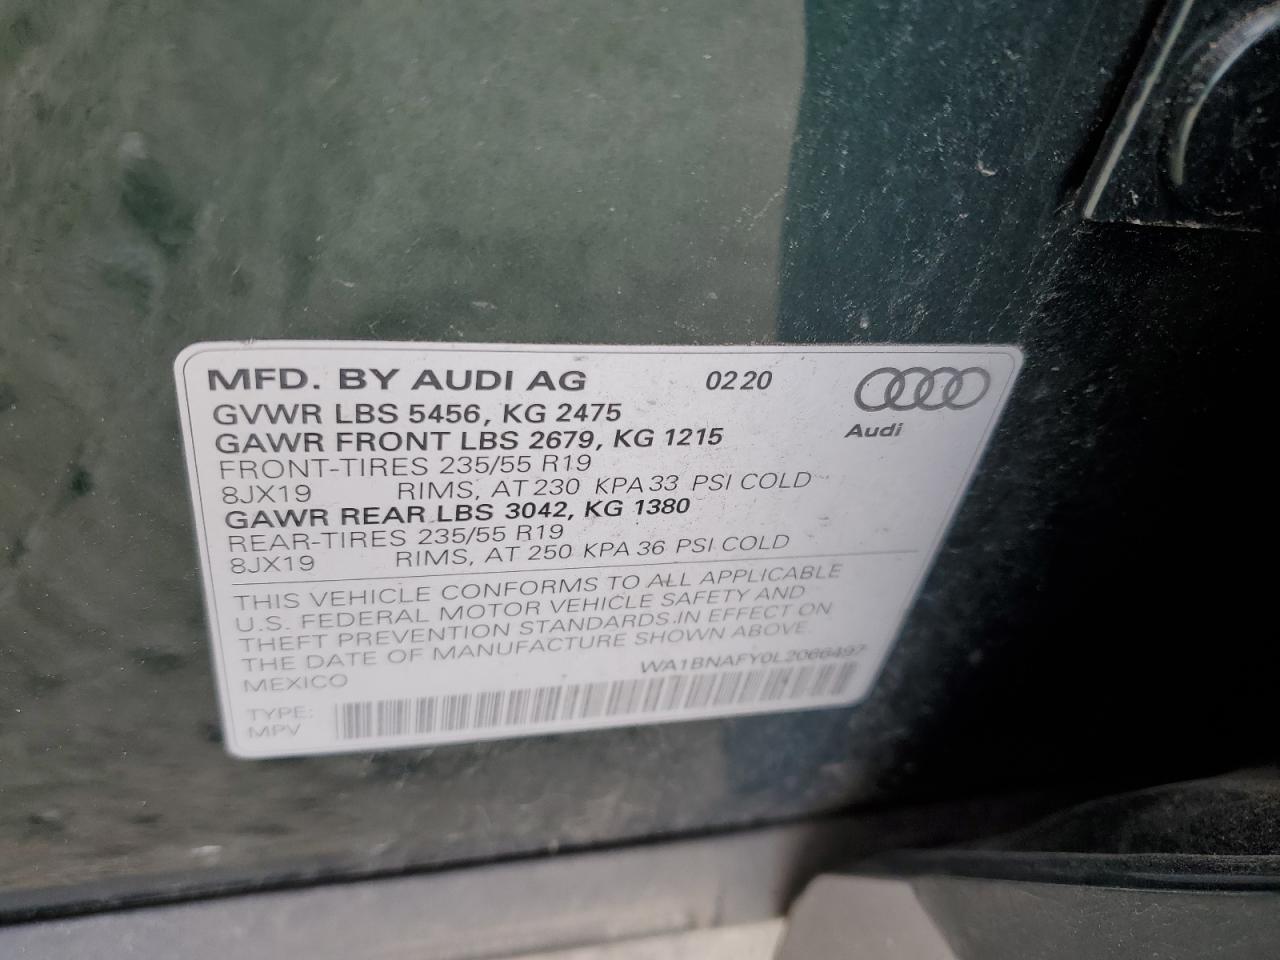 MFD. BY AUDI AG 0220
GVWR LBS 5456, KG 2475
Audi
GAWR FRONT LBS 2679, KG 1215
FRONT-TIRES 235/55 R19
8JX19 RIMS, AT 230 KPA 33 PSI COLD
GAWR REAR LBS 3042, KG 1380
REAR-TIRES 235/55 R19
8JX19 RIMS, AT 250 KPA 36 PSI COLD
THIS VEHICLE CONFORMS TO ALL APPLICABLE
U.S. FEDERAL MOTOR VEHICLE SAFETY AND
THEFT PREVENTION STANDARDS IN EFFECT ON
THE DATE OF MANUFACTURE SHOWN ABOVE.
MEXICO WA1BNAFY0L2066497
TYPE:
MPV